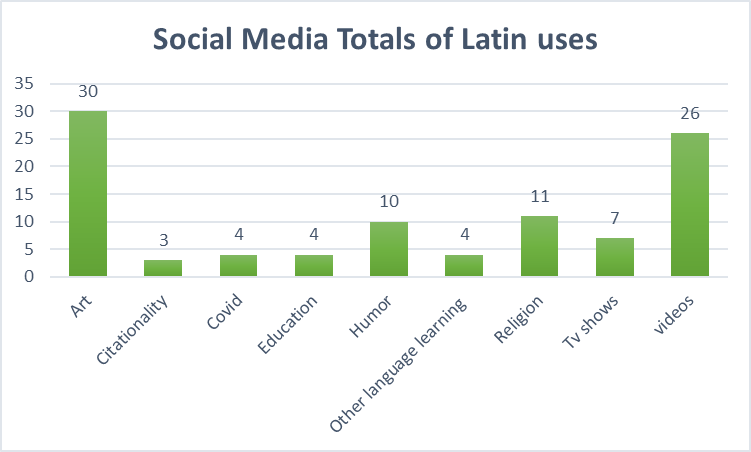 Social Media Totals of Latin uses
35
30
25
20
15
10
5
0
30
3
4
4
10
4
11
7
26
Art
Citationality
Covid
Education
Humor
Other language learning
Religion
Tv shows
videos